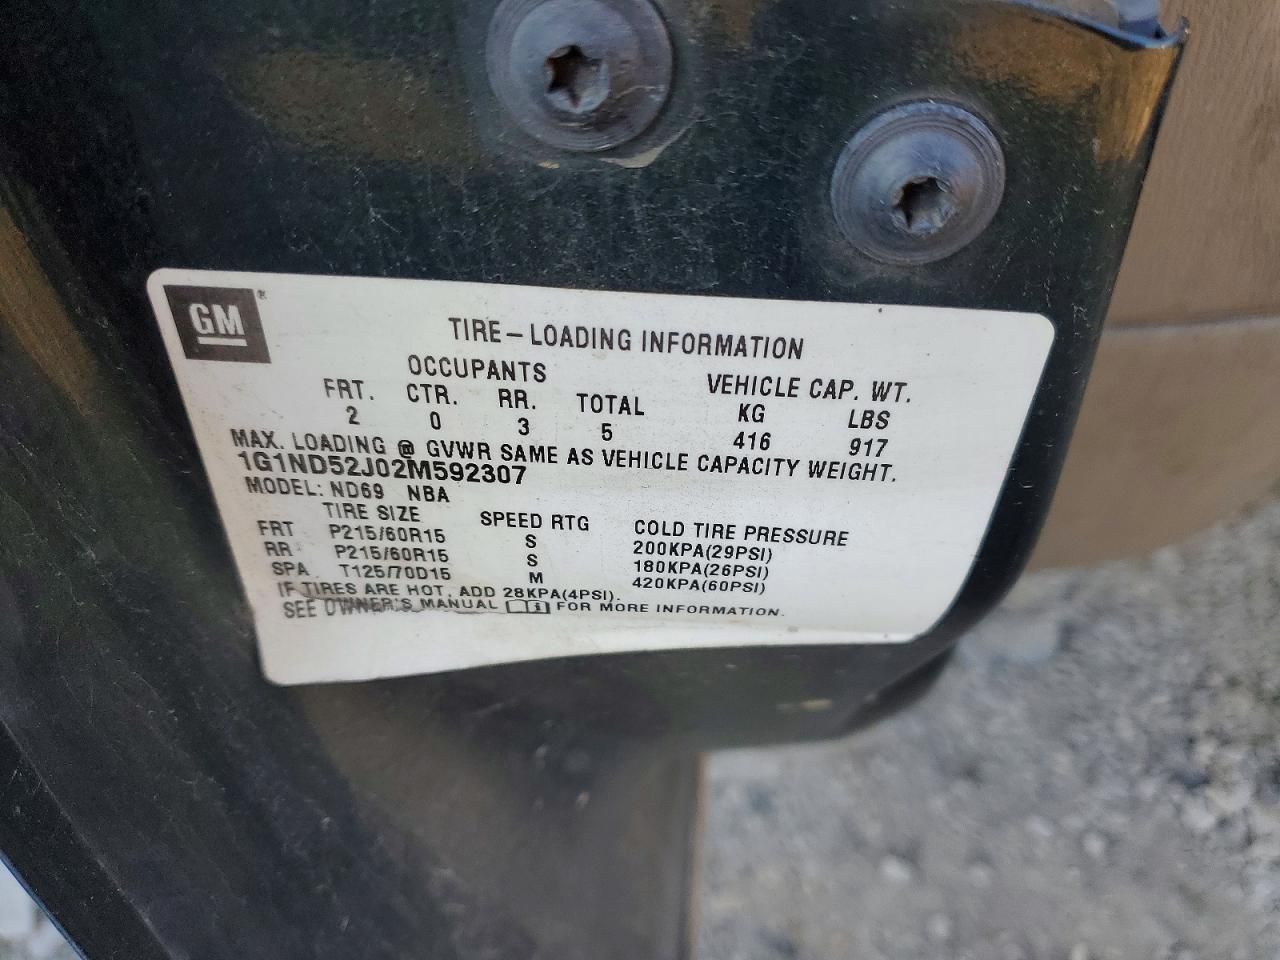 GM®
TIRE-LOADING INFORMATION
OCCUPANTS VEHICLE CAP. WT.
FRT. CTR. RR. TOTAL KG LBS
2 0 3 5 416 917
MAX. LOADING @ GVWR SAME AS VEHICLE CAPACITY WEIGHT.
1G1ND52J02M592307
MODEL: ND69 NBA
TIRE SIZE SPEED RTG COLD TIRE PRESSURE
FRT P215/60R15 S 200KPA(29PSI)
RR P215/60R15 S 180KPA(26PSI)
SPA T125/70D15 M 420KPA(60PSI)
IF TIRES ARE HOT, ADD 28KPA(4PSI).
SEE OWNER'S MANUAL FOR MORE INFORMATION.